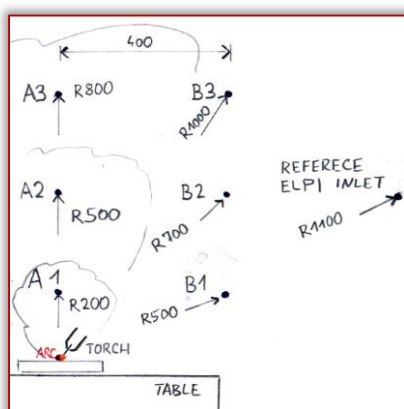 400
A3 R800
B3
R1000
REFERECE
ELPI INLET
A2
B2
R500
R700
R1100
A1
B1
R200
R500
ARC
TORCH
TABLE